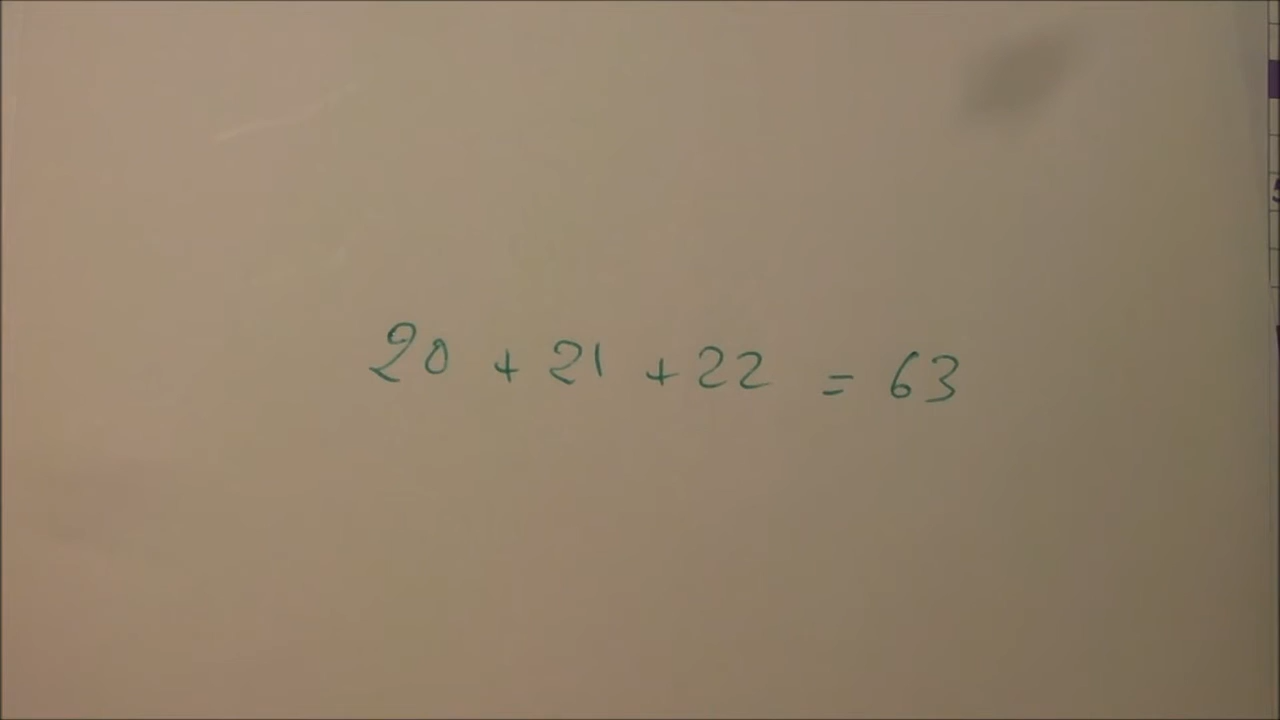 20 + 21 + 22 = 63